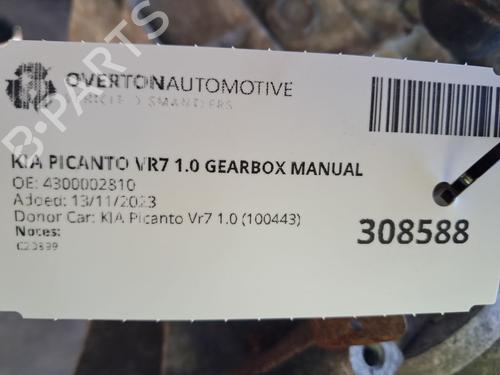 B-PARTS
OVERTONAUTOMOTIVE
KIA PICANTO VR7 1.0 GEARBOX MANUAL
OE: 4300002810
Added: 13/11/2023
Donor Car: KIA Picanto Vr7 1.0 (100443)
Notes:
308588